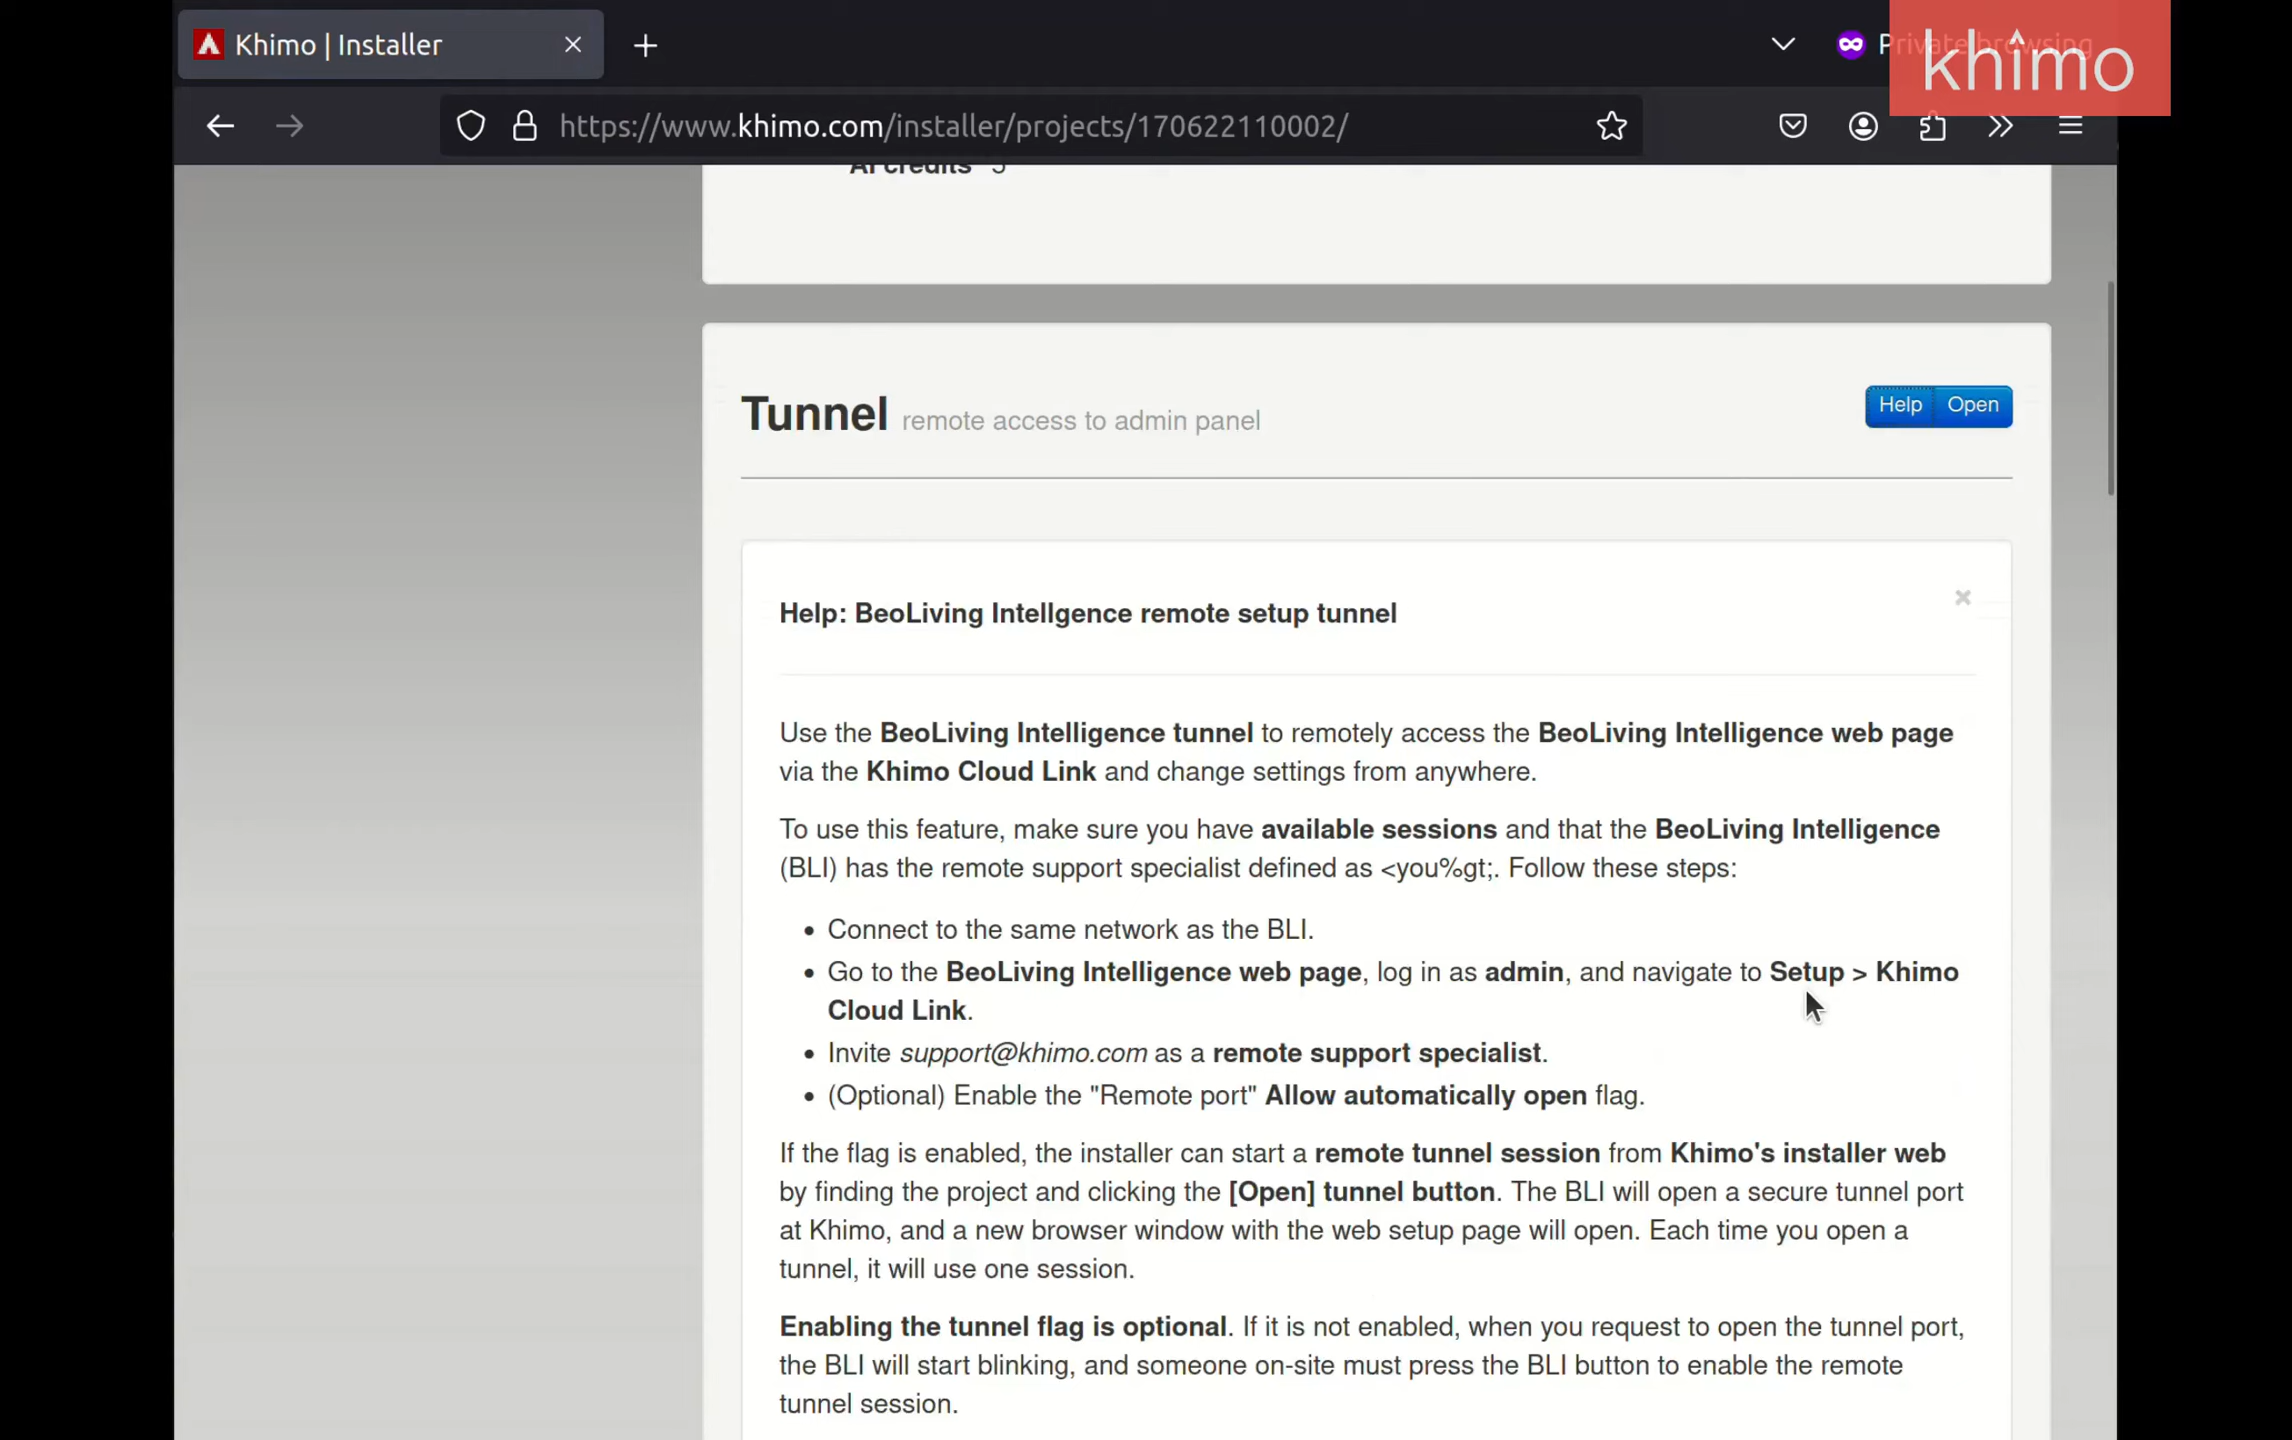 Khimo | Installer
Private browsing
khimo
https://www.khimo.com/installer/projects/170622110002/
AI credits 5
Tunnel remote access to admin panel
Help Open
Help: BeoLiving Intellgence remote setup tunnel
Use the BeoLiving Intelligence tunnel to remotely access the BeoLiving Intelligence web page
via the Khimo Cloud Link and change settings from anywhere.
To use this feature, make sure you have available sessions and that the BeoLiving Intelligence
(BLI) has the remote support specialist defined as <you%gt;. Follow these steps:
• Connect to the same network as the BLI.
• Go to the BeoLiving Intelligence web page, log in as admin, and navigate to Setup > Khimo
Cloud Link.
• Invite support@khimo.com as a remote support specialist.
• (Optional) Enable the "Remote port" Allow automatically open flag.
If the flag is enabled, the installer can start a remote tunnel session from Khimo's installer web
by finding the project and clicking the [Open] tunnel button. The BLI will open a secure tunnel port
at Khimo, and a new browser window with the web setup page will open. Each time you open a
tunnel, it will use one session.
Enabling the tunnel flag is optional. If it is not enabled, when you request to open the tunnel port,
the BLI will start blinking, and someone on-site must press the BLI button to enable the remote
tunnel session.